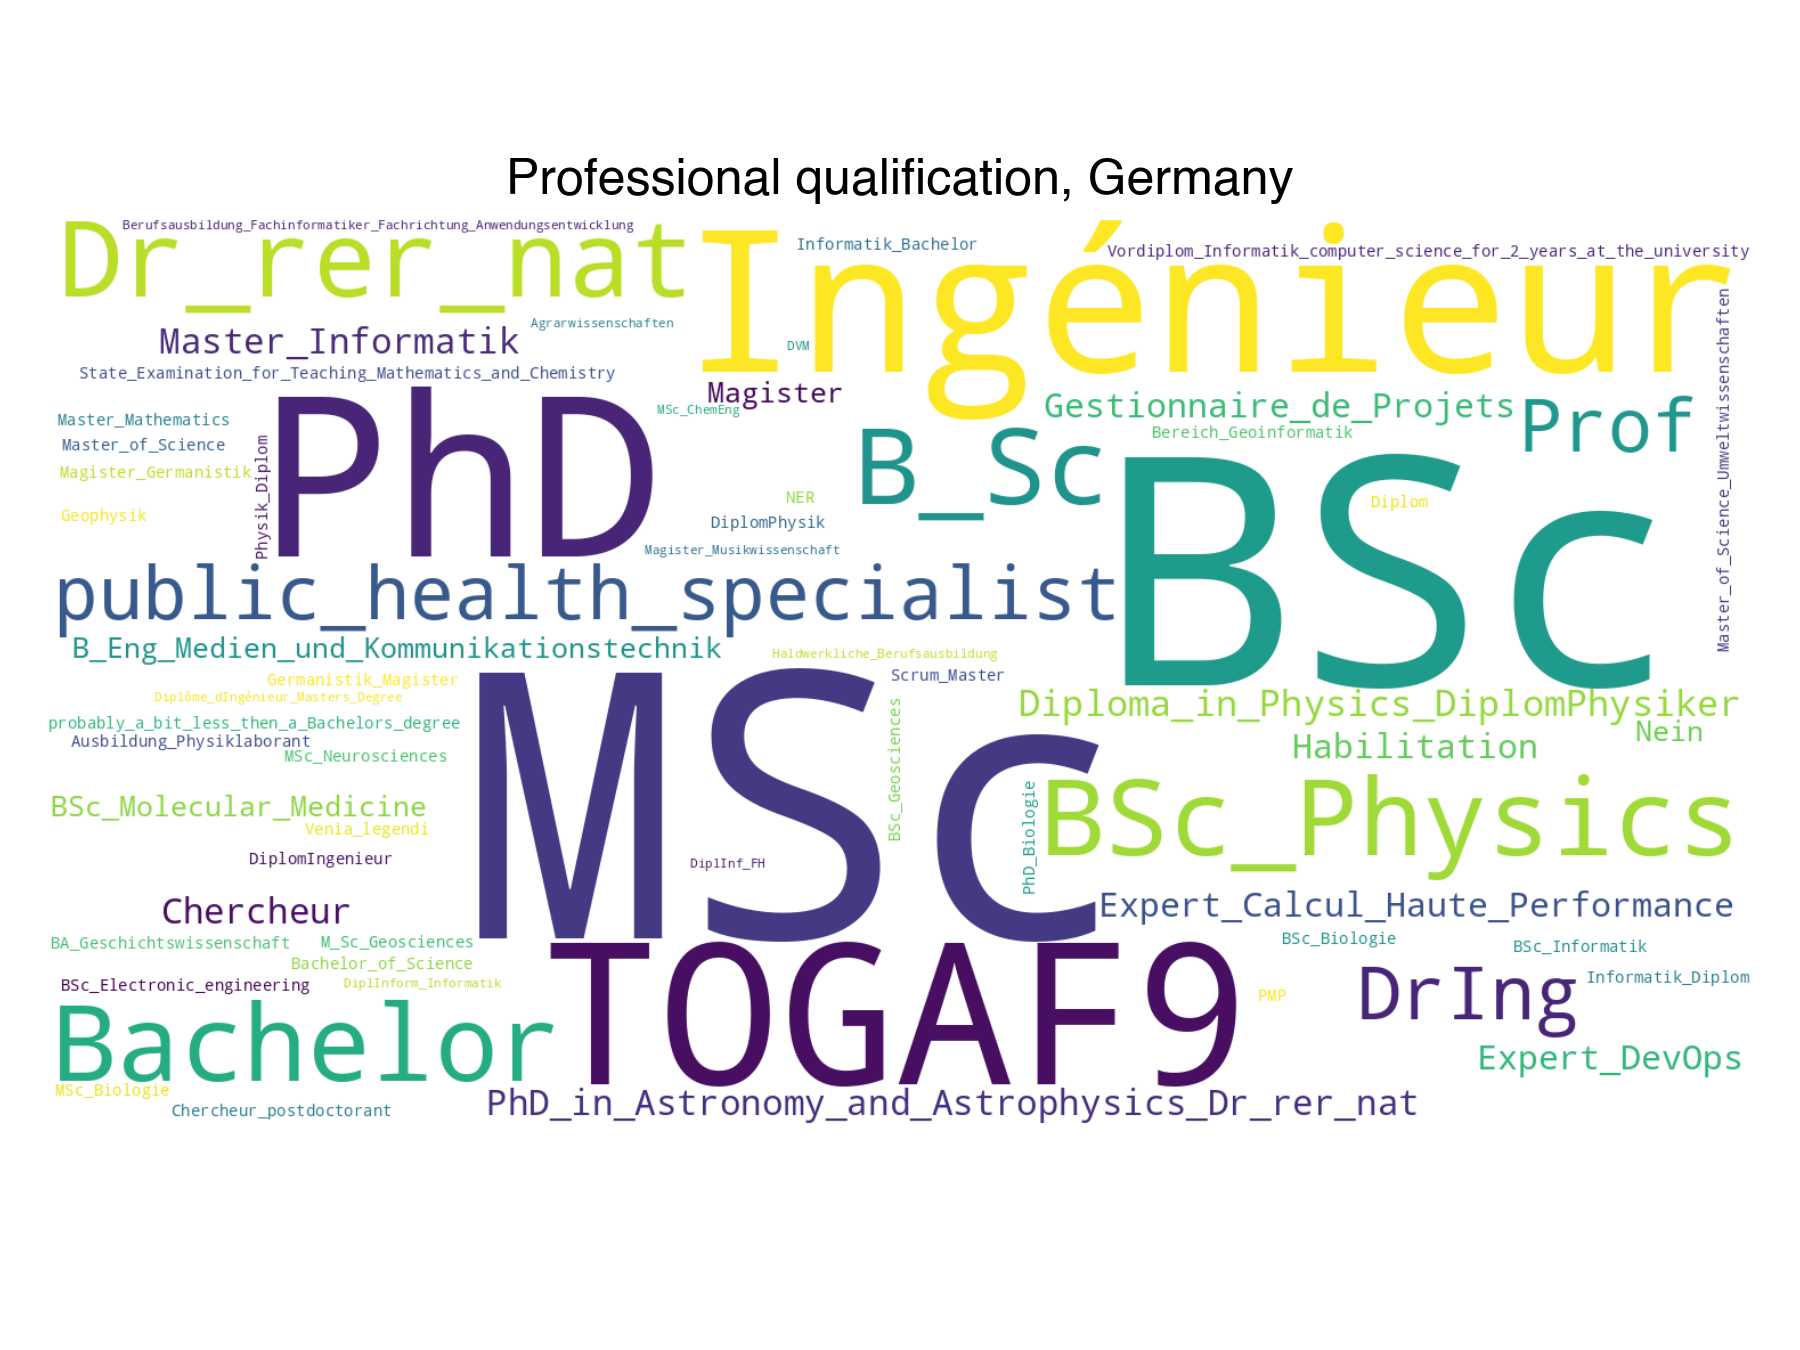 Professional qualification, Germany
Berufsausbildung_Fachinformatiker_Fachrichtung_Anwendungsentwicklung
Dr_rer_nat
Ingénieur
Informatik_Bachelor
Vordiplom_Informatik_computer_science_for_2_years_at_the_university
Agrarwissenschaften
Master_Informatik
DVM
State_Examination_for_Teaching_Mathematics_and_Chemistry
Magister
MSc_ChemEng
Gestionnaire_de_Projets
Prof
Master_of_Science_Umweltwissenschaften
Master_Mathematics
Master_of_Science
Magister_Germanistik
Geophysik
Physik_Diplom
PhD
Bereich_Geoinformatik
B_Sc
BSc
Diplom
NER
DiplomPhysik
Magister_Musikwissenschaft
public_health_specialist
B_Eng_Medien_und_Kommunikationstechnik
Haldwerkliche_Berufsausbildung
Scrum_Master
Germanistik_Magister
Diplôme_dIngénieur_Masters_Degree
probably_a_bit_less_then_a_Bachelors_degree
Ausbildung_Physiklaborant
MSc_Neurosciences
MSc
BSc_Geosciences
Diploma_in_Physics_DiplomPhysiker
Nein
Habilitation
PhD_Biologie
BSc_Physics
BSc_Molecular_Medicine
Venia_legendi
DiplomIngenieur
DiplInf_FH
Chercheur
Expert_Calcul_Haute_Performance
BA_Geschichtswissenschaft
M_Sc_Geosciences
BSc_Biologie
BSc_Informatik
Bachelor_of_Science
BSc_Electronic_engineering
DiplInform_Informatik
TOGAF9
PMP
DrIng
Informatik_Diplom
Bachelor
Expert_DevOps
MSc_Biologie
Chercheur_postdoctorant
PhD_in_Astronomy_and_Astrophysics_Dr_rer_nat